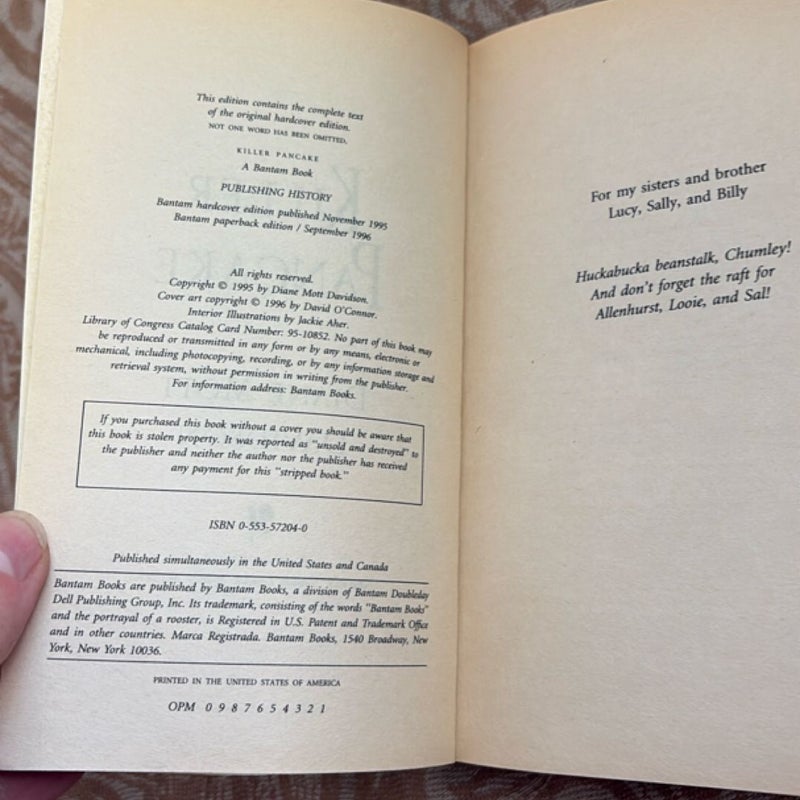 This edition contains the complete text
of the original hardcover edition.
NOT ONE WORD HAS BEEN OMITTED.
KILLER PANCAKE
A Bantam Book
PUBLISHING HISTORY
Bantam hardcover edition published November 1995
Bantam paperback edition / September 1996
All rights reserved.
Copyright © 1995 by Diane Mott Davidson.
Cover art copyright © 1996 by David O'Connor.
Interior Illustrations by Jackie Aher.
Library of Congress Catalog Card Number: 95-10852. No part of this book may
be reproduced or transmitted in any form or by any means, electronic or
mechanical, including photocopying, recording, or by any information storage and
retrieval system, without permission in writing from the publisher.
For information address: Bantam Books.
If you purchased this book without a cover you should be aware that
this book is stolen property. It was reported as "unsold and destroyed" to
the publisher and neither the author nor the publisher has received
any payment for this "stripped book."
ISBN 0-553-57204-0
Published simultaneously in the United States and Canada
Bantam Books are published by Bantam Books, a division of Bantam Doubleday
Dell Publishing Group, Inc. Its trademark, consisting of the words "Bantam Books"
and the portrayal of a rooster, is Registered in U.S. Patent and Trademark Office
and in other countries. Marca Registrada. Bantam Books, 1540 Broadway, New
York, New York 10036.
PRINTED IN THE UNITED STATES OF AMERICA
OPM 0 9 8 7 6 5 4 3 2 1
For my sisters and brother
Lucy, Sally, and Billy
Huckabucka beanstalk, Chumley!
And don't forget the raft for
Allenhurst, Looie, and Sal!